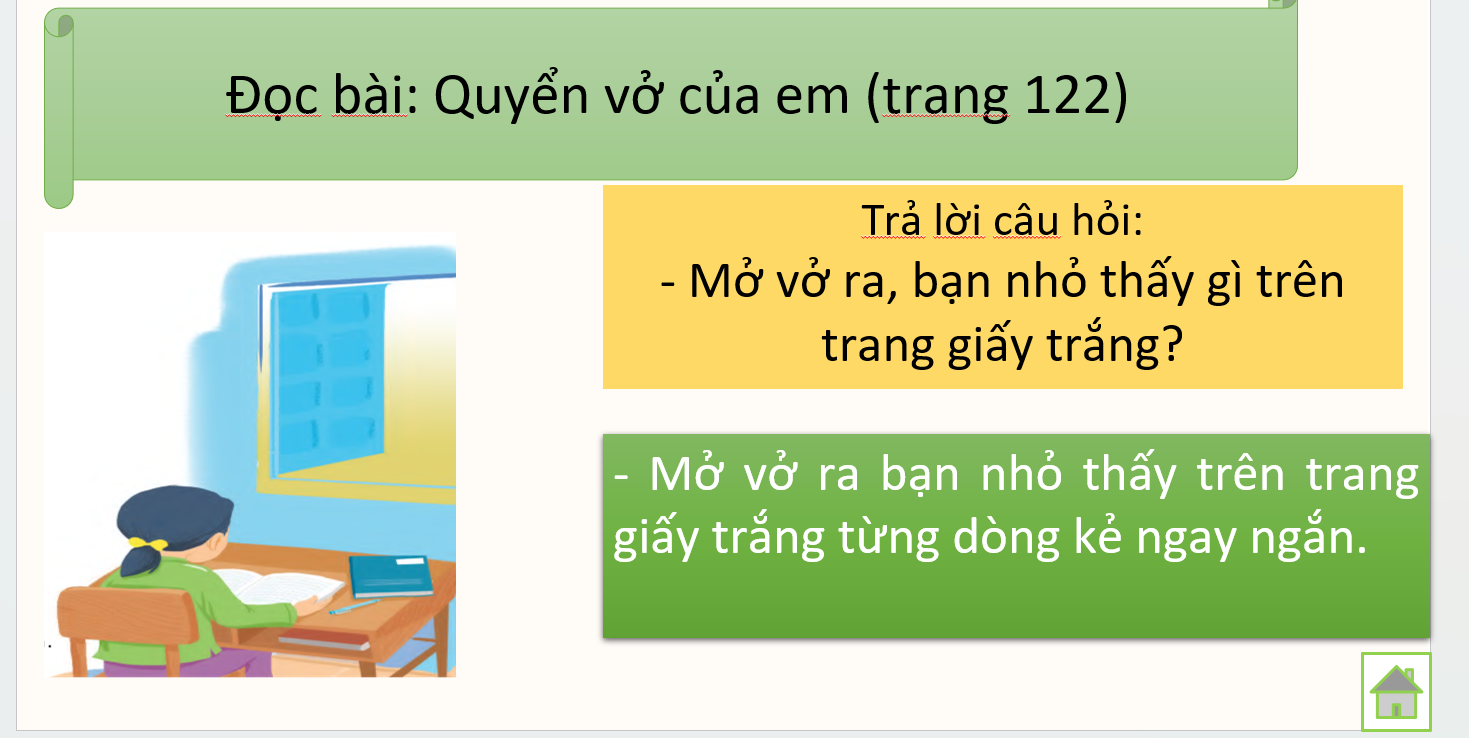 Đọc bài: Quyển vở của em (trang 122)
Trả lời câu hỏi:
- Mở vở ra, bạn nhỏ thấy gì trên
trang giấy trắng?
- Mở vở ra bạn nhỏ thấy trên trang
giấy trắng từng dòng kẻ ngay ngắn.